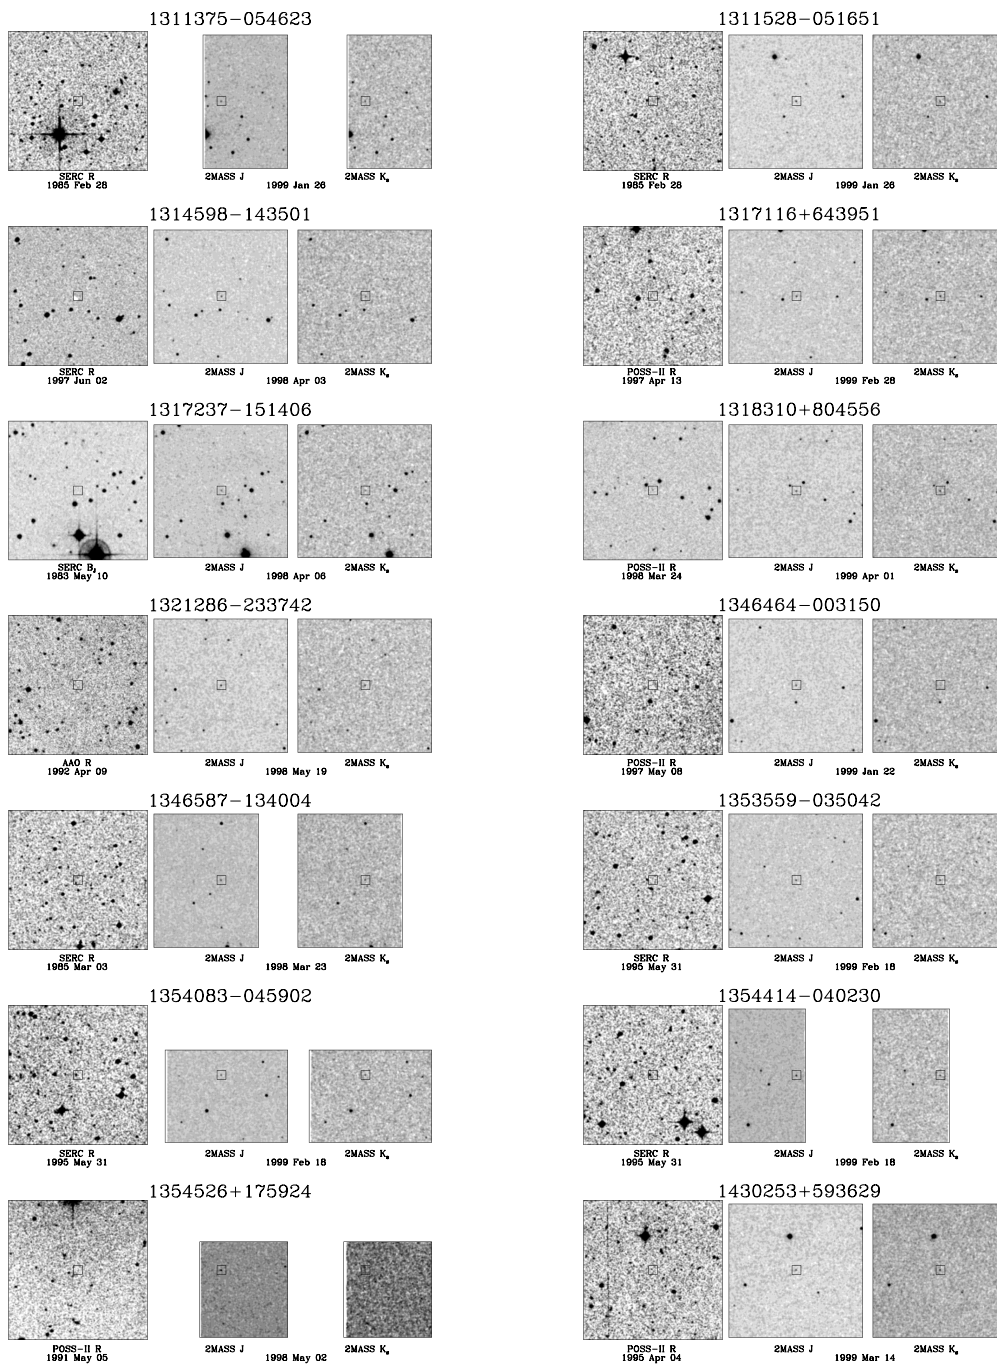 1311375-054623
SERC R
1985 Feb 28
2MASS J
1999 Jan 26
2MASS Ks
1311528-051651
SERC R
1985 Feb 28
2MASS J
1999 Jan 26
2MASS Ks
1314598-143501
SERC R
1997 Jun 02
2MASS J
1998 Apr 03
2MASS Ks
1317116+643951
POSS-II R
1997 Apr 13
2MASS J
1999 Feb 28
2MASS Ks
1317237-151406
SERC BJ
1983 May 10
2MASS J
1998 Apr 06
2MASS Ks
1318310+804556
POSS-II R
1998 Mar 24
2MASS J
1999 Apr 01
2MASS Ks
1321286-233742
AAO R
1992 Apr 09
2MASS J
1998 May 19
2MASS Ks
1346464-003150
POSS-II R
1997 May 08
2MASS J
1999 Jan 22
2MASS Ks
1346587-134004
SERC R
1985 Mar 03
2MASS J
1998 Mar 23
2MASS Ks
1353559-035042
SERC R
1995 May 31
2MASS J
1999 Feb 18
2MASS Ks
1354083-045902
SERC R
1995 May 31
2MASS J
1999 Feb 18
2MASS Ks
1354414-040230
SERC R
1995 May 31
2MASS J
1999 Feb 18
2MASS Ks
1354526+175924
POSS-II R
1991 May 05
2MASS J
1998 May 02
2MASS Ks
1430253+593629
POSS-II R
1995 Apr 04
2MASS J
1999 Mar 14
2MASS Ks